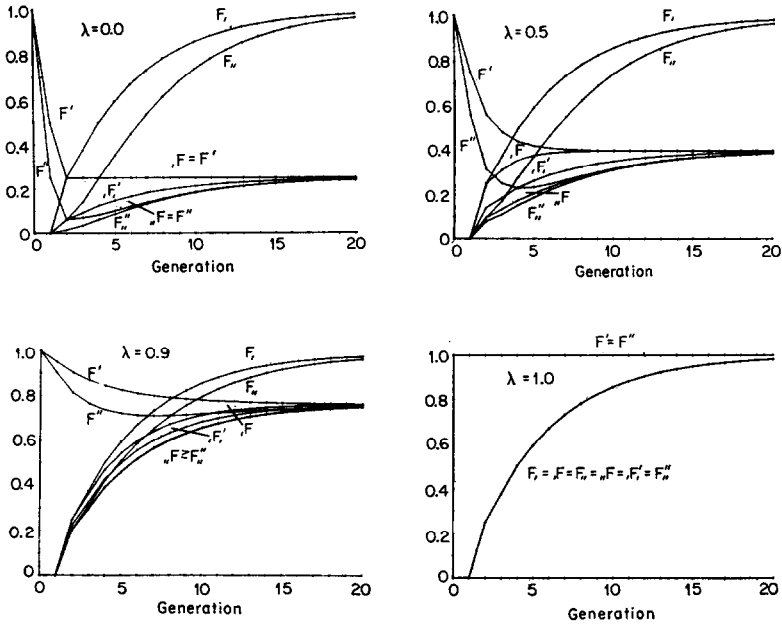 1.0
0.8
0.6
0.4
0.2
0
λ=0.0
F′
F″
F,
F,,
,F=F′
,F,′
,,F=F″
F,,″
0 5 10 15 20
Generation
1.0
0.8
0.6
0.4
0.2
0
λ=0.5
F′
F″
F,
F,,
,F
,F,′
,,F
F,,″
0 5 10 15 20
Generation
1.0
0.8
0.6
0.4
0.2
0
λ=0.9
F′
F″
F,
F,,
,F
,F,′
,,F≥F,,″
0 5 10 15 20
Generation
F′=F″
1.0
0.8
0.6
0.4
0.2
0
λ=1.0
F,=,F=F,,=,,F=,F,′=F,,″
0 5 10 15 20
Generation